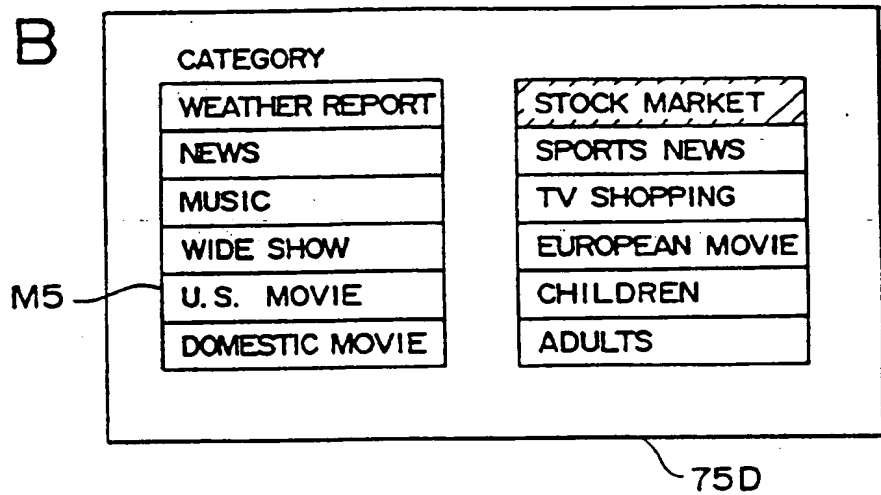 B
CATEGORY
WEATHER REPORT
NEWS
MUSIC
WIDE SHOW
U.S. MOVIE
DOMESTIC MOVIE
STOCK MARKET
SPORTS NEWS
TV SHOPPING
EUROPEAN MOVIE
CHILDREN
ADULTS
M5
75D